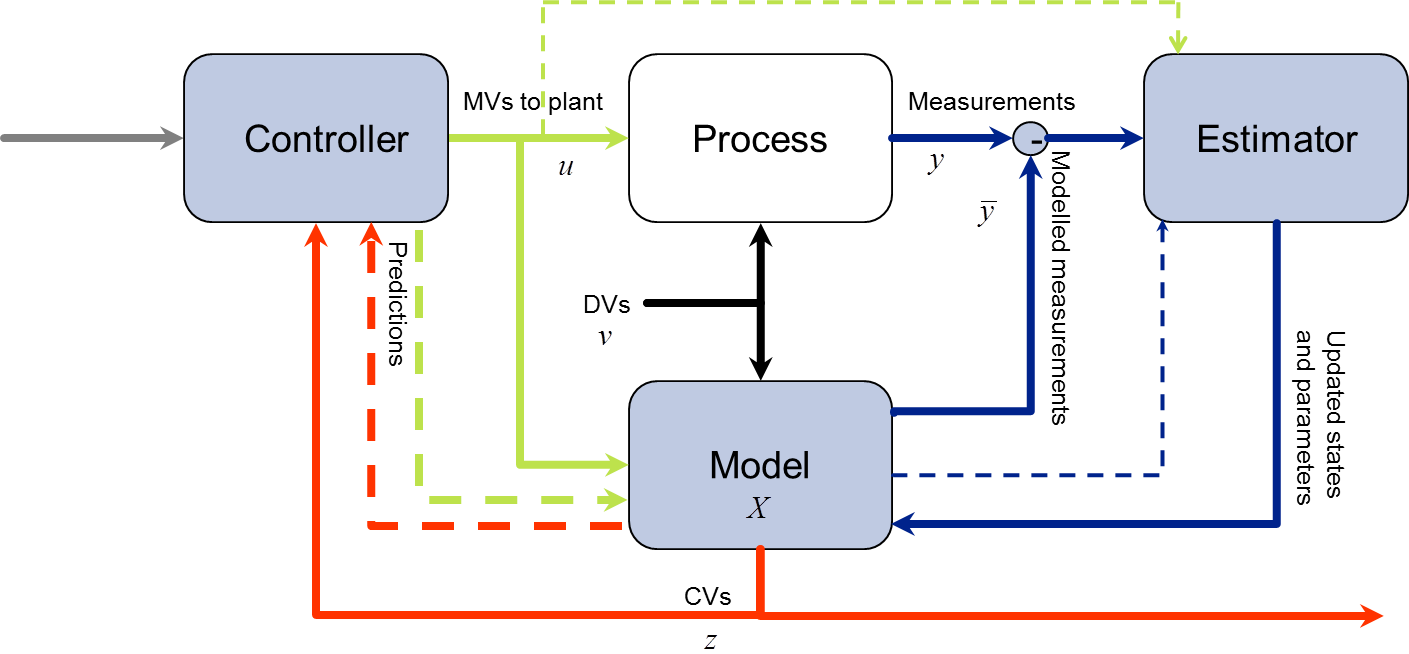 MVs to plant
Measurements
Controller
Process
-
Estimator
u
y
y̅
Modelled measurements
Predictions
DVs
v
Updated states
and parameters
Model
X
CVs
z